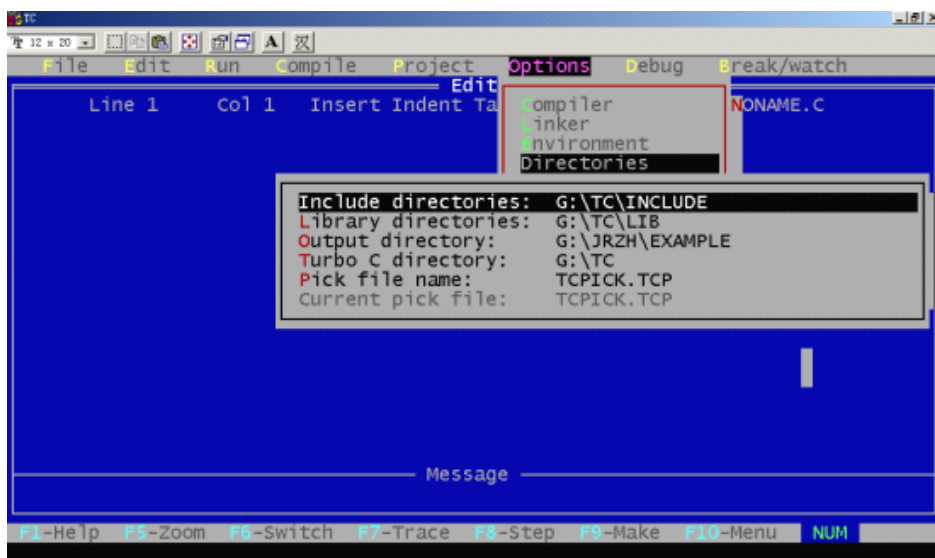 TC
Tr 12 x 20 A 汉
File Edit Run Compile Project Options Debug Break/watch
Edit
Line 1 Col 1 Insert Indent Ta NONAME.C
Compiler
Linker
Environment
Directories
Include directories: G:\TC\INCLUDE
Library directories: G:\TC\LIB
Output directory: G:\JRZH\EXAMPLE
Turbo C directory: G:\TC
Pick file name: TCPICK.TCP
Current pick file: TCPICK.TCP
Message
F1-Help F5-Zoom F6-Switch F7-Trace F8-Step F9-Make F10-Menu NUM